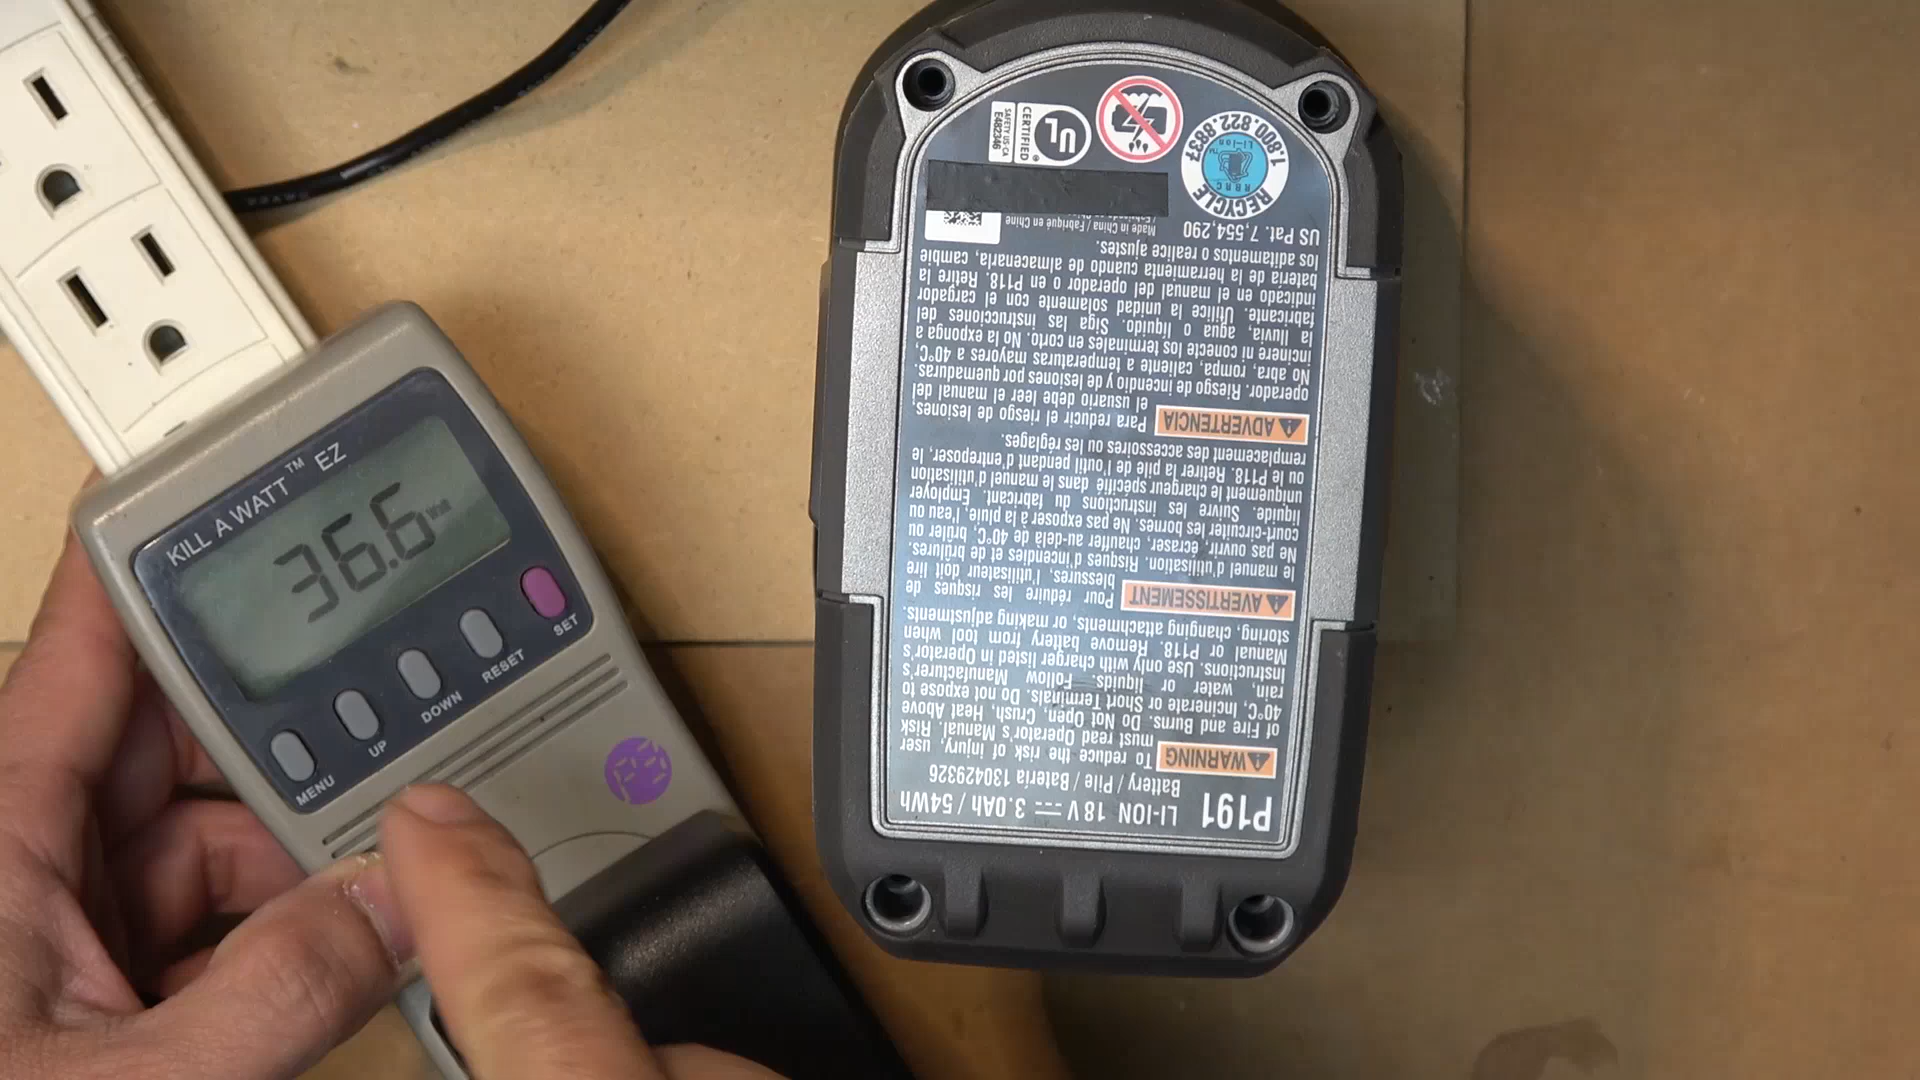 KILL A WATT™ EZ
36.6
MENU
UP
DOWN
RESET
SET
P191 LI-ION 18 V ⎓ 3.0Ah / 54Wh
Battery / Pile / Batería 130429326
⚠WARNING To reduce the risk of injury, user
must read Operator's Manual. Risk
of Fire and Burns. Do Not Open, Crush, Heat Above
40°C, Incinerate or Short Terminals. Do not expose to
rain, water or liquids. Follow Manufacturer's
Instructions. Use only with charger listed in Operator's
Manual or P118. Remove battery from tool when
storing, changing attachments, or making adjustments.
⚠AVERTISSEMENT Pour réduire les risques de
blessures, l'utilisateur doit lire
le manuel d'utilisation. Risques d'incendies et de brûlures.
Ne pas ouvrir, écraser, chauffer au-delà de 40°C, brûler ou
court-circuiter les bornes. Ne pas exposer à la pluie, l'eau ou
liquide. Suivre les instructions du fabricant. Employer
uniquement le chargeur spécifié dans le manuel d'utilisation
ou le P118. Retirer la pile de l'outil pendant d'entreposer, le
remplacement des accessoires ou les réglages.
⚠ADVERTENCIA Para reducir el riesgo de lesiones,
el usuario debe leer el manual del
operador. Riesgo de incendio y de lesiones por quemaduras.
No abra, rompa, caliente a temperaturas mayores a 40°C,
incinere ni conecte los terminales en corto. No la exponga a
la lluvia, agua o líquido. Siga las instrucciones del
fabricante. Utilice la unidad solamente con el cargador
indicado en el manual del operador o en P118. Retire la
batería de la herramienta cuando de almacenarla, cambie
los aditamentos o realice ajustes.
US Pat. 7,554,290
Made in China / Fabriqué en Chine
RECYCLE
RBRC
Li-Ion
1.800.822.8837
UL
CERTIFIED
SAFETY US-CA
E482346